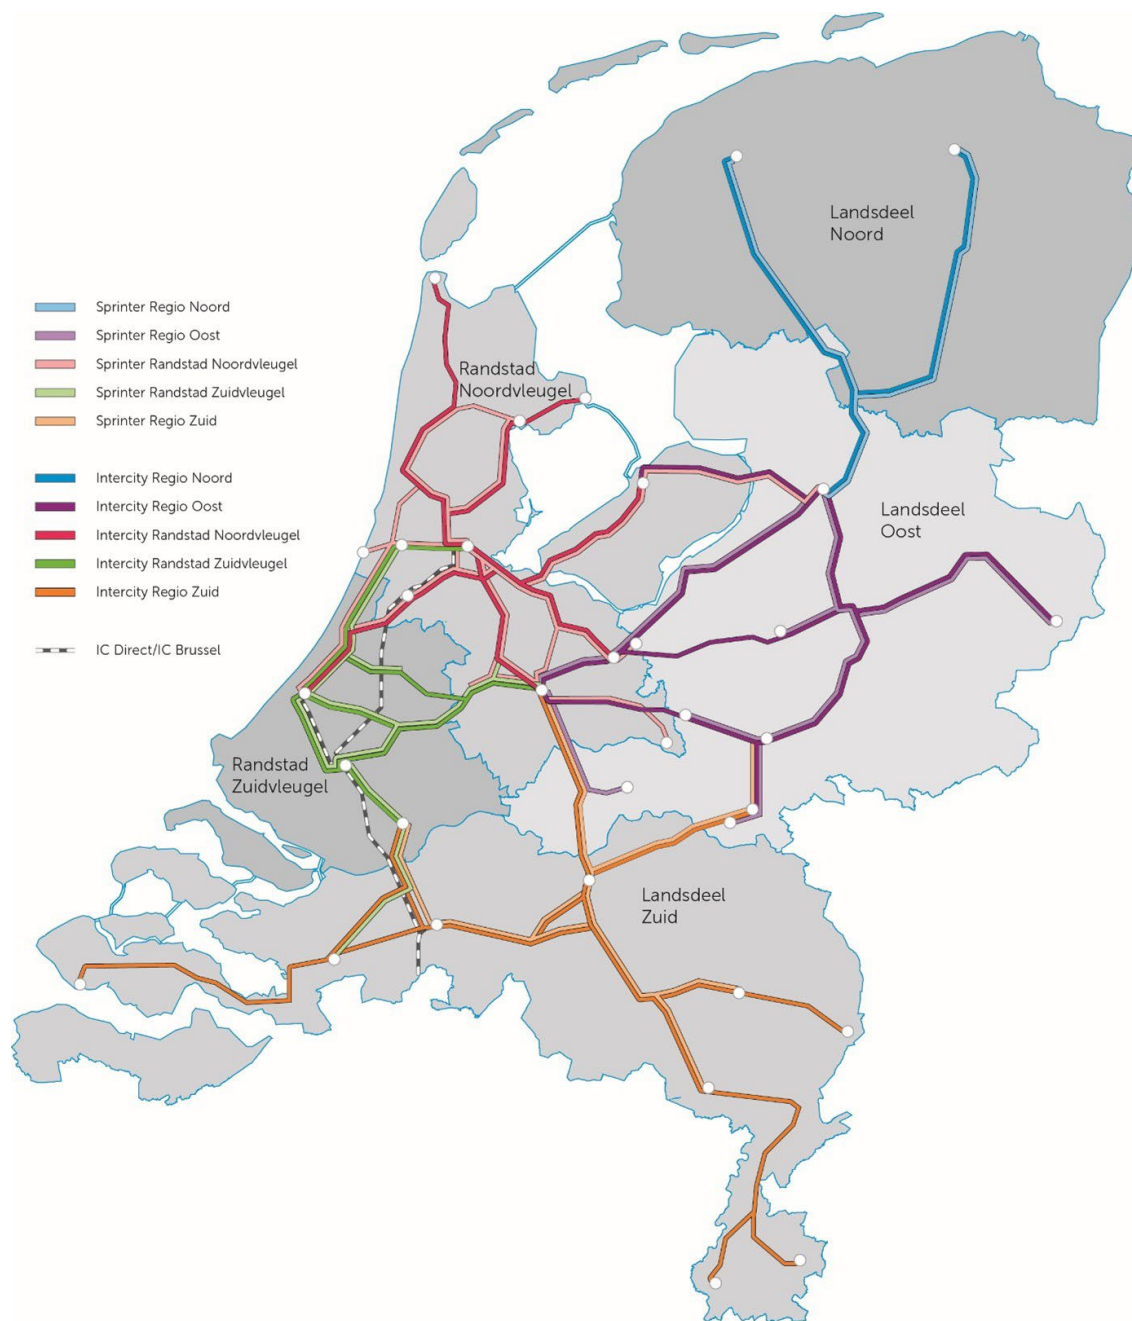 Landsdeel
Noord
Sprinter Regio Noord
Sprinter Regio Oost
Sprinter Randstad Noordvleugel
Sprinter Randstad Zuidvleugel
Sprinter Regio Zuid
Randstad
Noordvleugel
Intercity Regio Noord
Intercity Regio Oost
Intercity Randstad Noordvleugel
Intercity Randstad Zuidvleugel
Intercity Regio Zuid
Landsdeel
Oost
IC Direct/IC Brussel
Randstad
Zuidvleugel
Landsdeel
Zuid